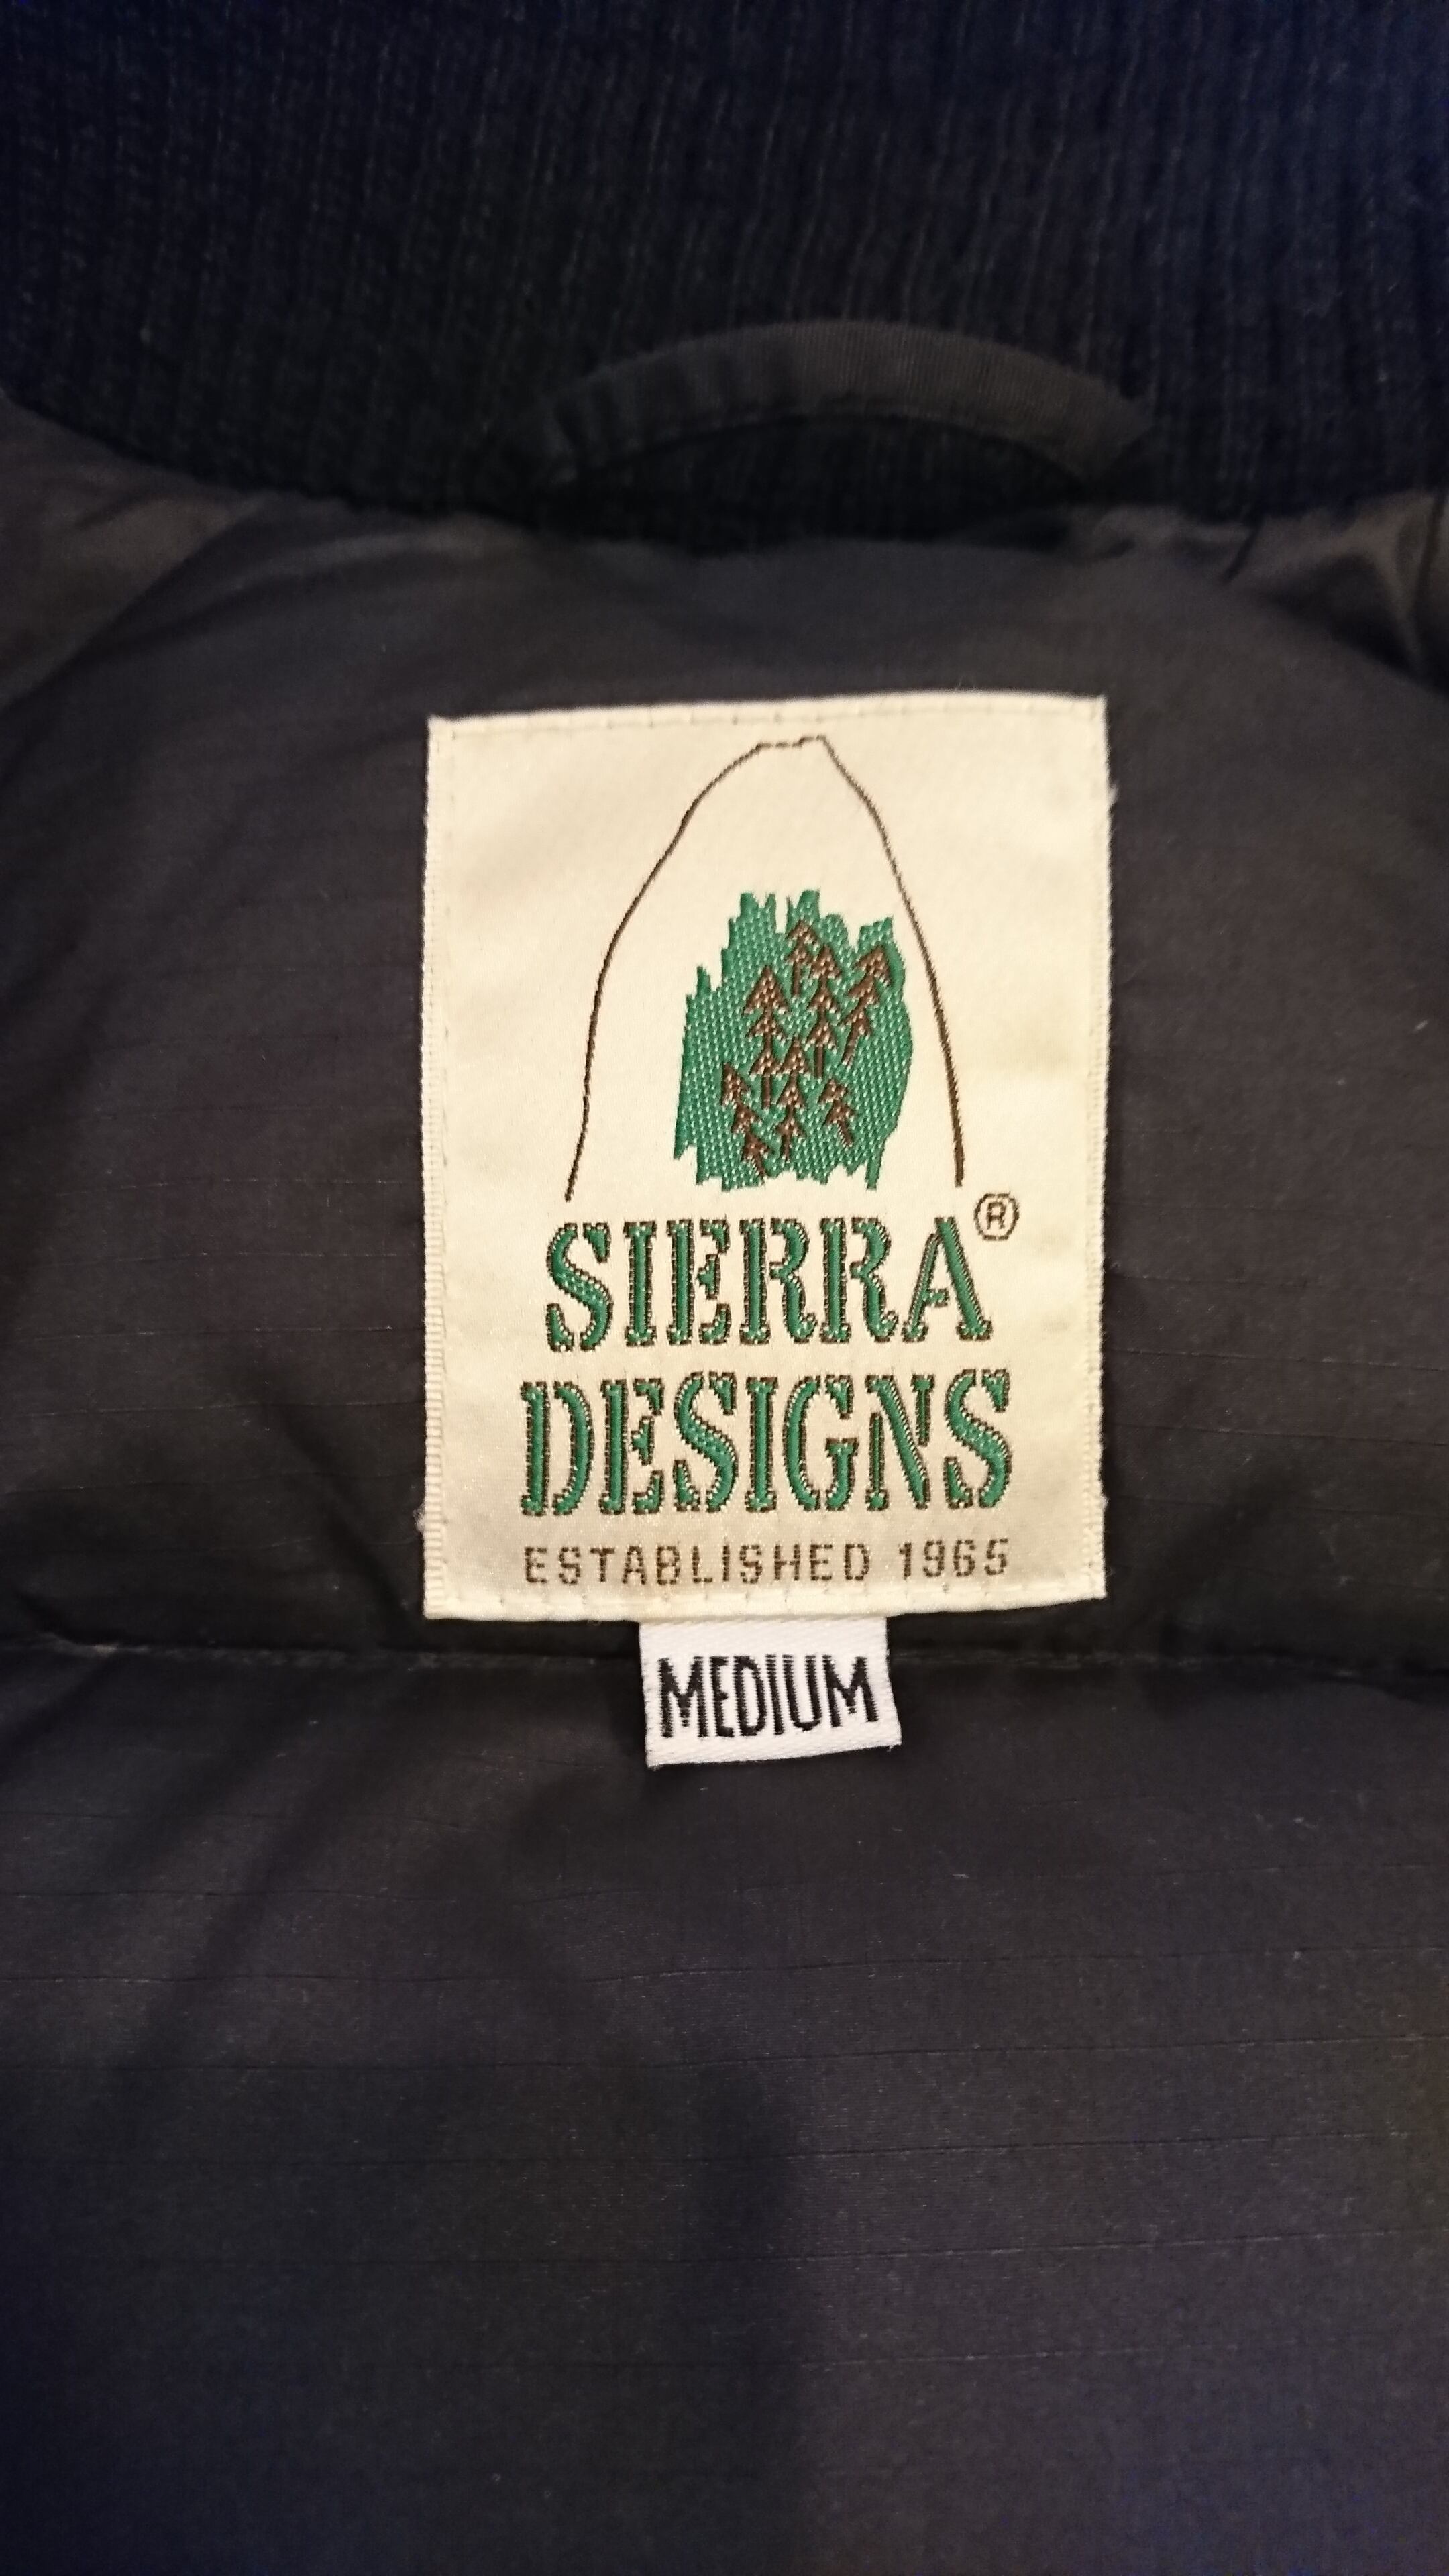 SIERRA®
DESIGNS
ESTABLISHED 1965
MEDIUM